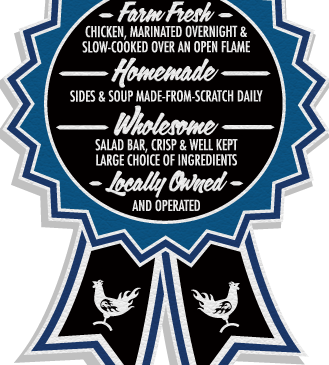 Farm Fresh
CHICKEN, MARINATED OVERNIGHT &
SLOW-COOKED OVER AN OPEN FLAME
Homemade
SIDES & SOUP MADE-FROM-SCRATCH DAILY
Wholesome
SALAD BAR, CRISP & WELL KEPT
LARGE CHOICE OF INGREDIENTS
Locally Owned
AND OPERATED